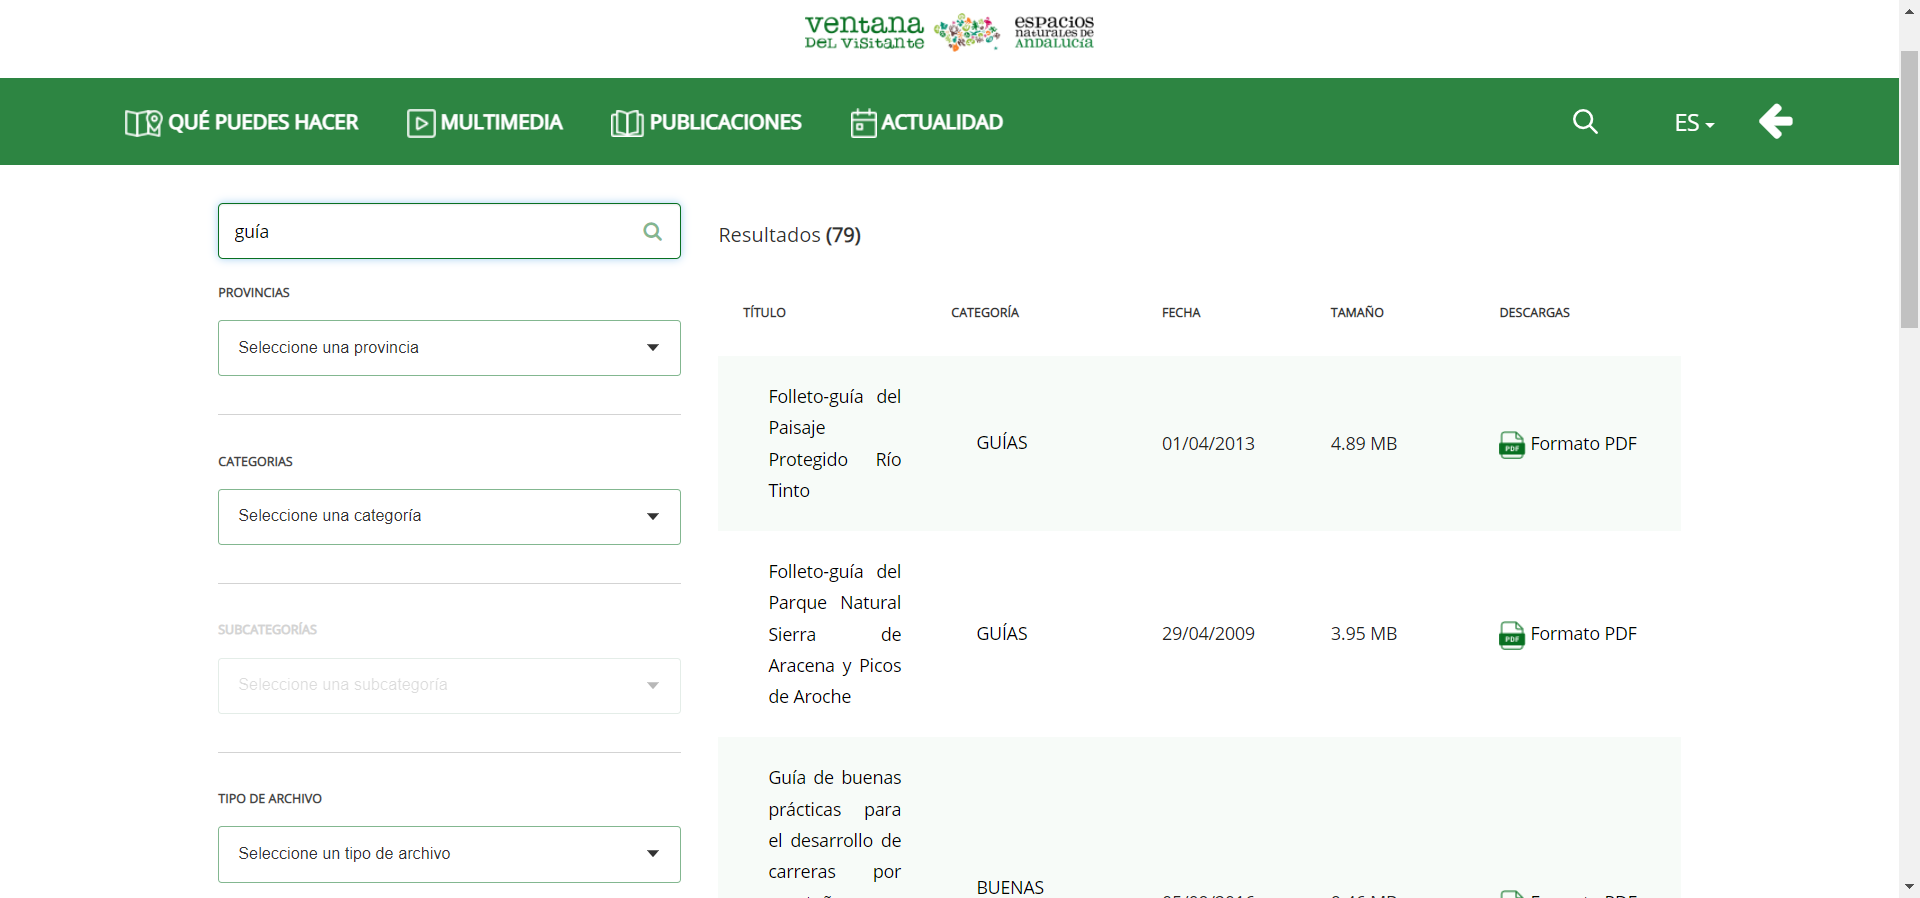 ventana
DEL VISITANTE
espacios
naturales de
ANDALUCÍA
QUÉ PUEDES HACER
MULTIMEDIA
PUBLICACIONES
ACTUALIDAD
ES
guía
PROVINCIAS
Seleccione una provincia
CATEGORIAS
Seleccione una categoría
SUBCATEGORÍAS
Seleccione una subcategoría
TIPO DE ARCHIVO
Seleccione un tipo de archivo
Resultados (79)
TÍTULO CATEGORÍA FECHA TAMAÑO DESCARGAS
Folleto-guía del
Paisaje
Protegido Río
Tinto
GUÍAS
01/04/2013
4.89 MB
PDF Formato PDF
Folleto-guía del
Parque Natural
Sierra de
Aracena y Picos
de Aroche
GUÍAS
29/04/2009
3.95 MB
PDF Formato PDF
Guía de buenas
prácticas para
el desarrollo de
carreras por
BUENAS
Formato PDF